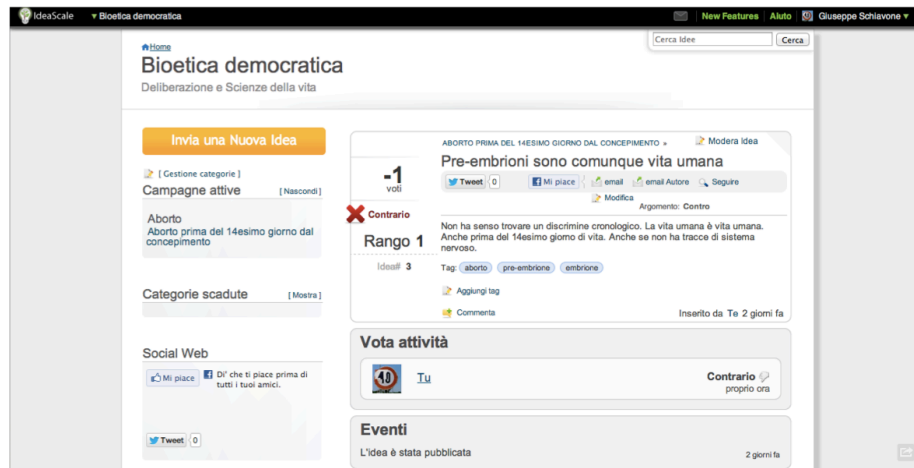 IdeaScale ▾ Bioetica democratica New Features Aiuto Giuseppe Schiavone ▾
Cerca Idee Cerca
Home
Bioetica democratica
Deliberazione e Scienze della vita
Invia una Nuova Idea
[ Gestione categorie ]
Campagne attive [ Nascondi ]
Aborto
Aborto prima del 14esimo giorno dal
concepimento
Categorie scadute [ Mostra ]
Social Web
Mi piace Di' che ti piace prima di
tutti i tuoi amici.
Tweet 0
ABORTO PRIMA DEL 14ESIMO GIORNO DAL CONCEPIMENTO » Modera Idea
Pre-embrioni sono comunque vita umana
-1
voti
Contrario
Rango 1
Idea# 3
Tweet 0 Mi piace email email Autore Seguire
Modifica
Argomento: Contro
Non ha senso trovare un discrimine cronologico. La vita umana è vita umana.
Anche prima del 14esimo giorno di vita. Anche se non ha tracce di sistema
nervoso.
Tag: aborto pre-embrione embrione
Aggiungi tag
Commenta Inserito da Te 2 giorni fa
Vota attività
Tu Contrario
proprio ora
Eventi
L'idea è stata pubblicata 2 giorni fa